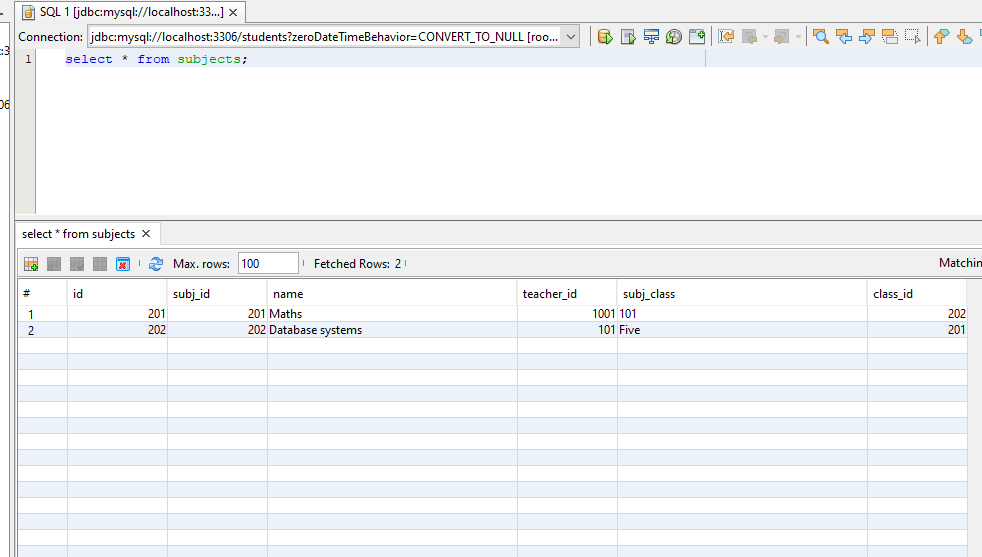 SQL 1 [jdbc:mysql://localhost:33...]
Connection: jdbc:mysql://localhost:3306/students?zeroDateTimeBehavior=CONVERT_TO_NULL [roo...
1 select * from subjects;
select * from subjects
Max. rows: 100 Fetched Rows: 2 Matchin
# id subj_id name teacher_id subj_class class_id
1 201 201 Maths 1001 101 202
2 202 202 Database systems 101 Five 201